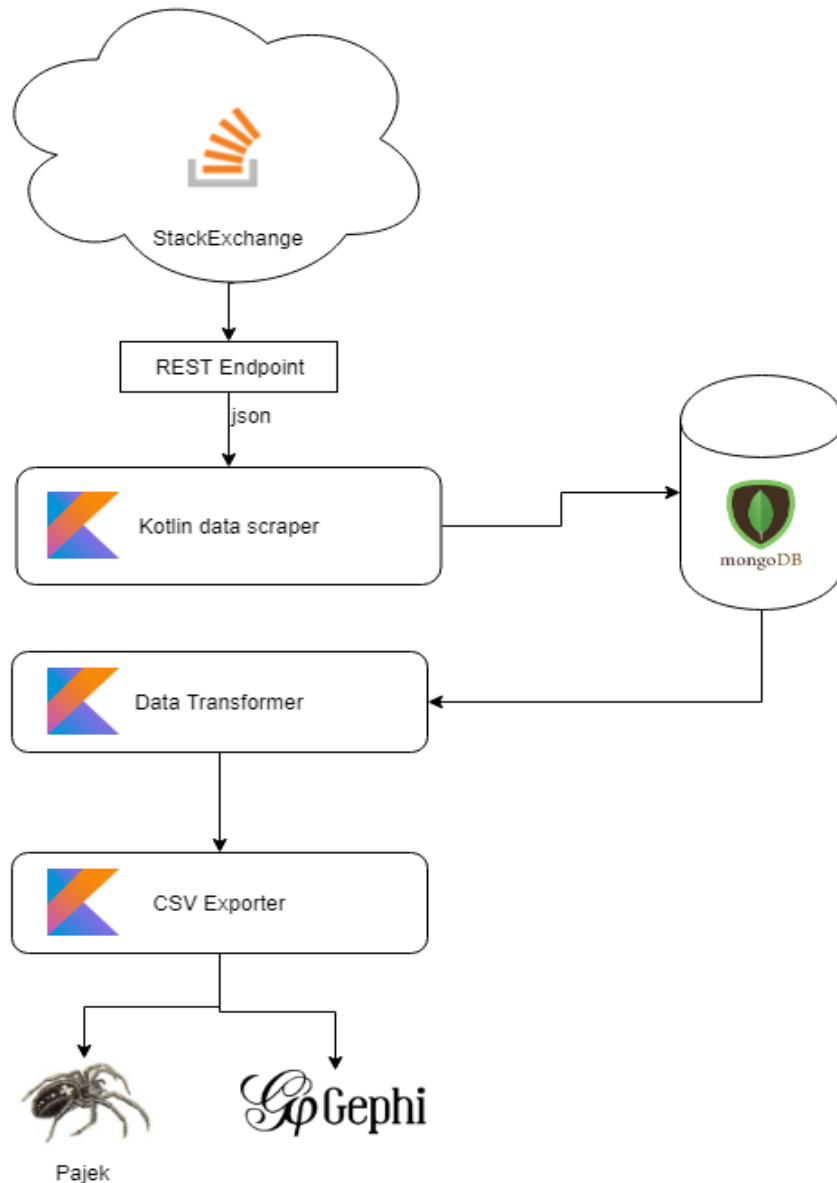 StackExchange
REST Endpoint
json
Kotlin data scraper
mongoDB
Data Transformer
CSV Exporter
Gephi
Pajek